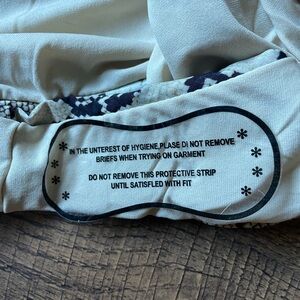 IN THE UNTEREST OF HYGIENE,PLASE DI NOT REMOVE
BRIEFS WHEN TRYING ON GARMENT
DO NOT REMOVE THIS PROTECTIVE STRIP
UNTIL SATISFLED WITH FIT